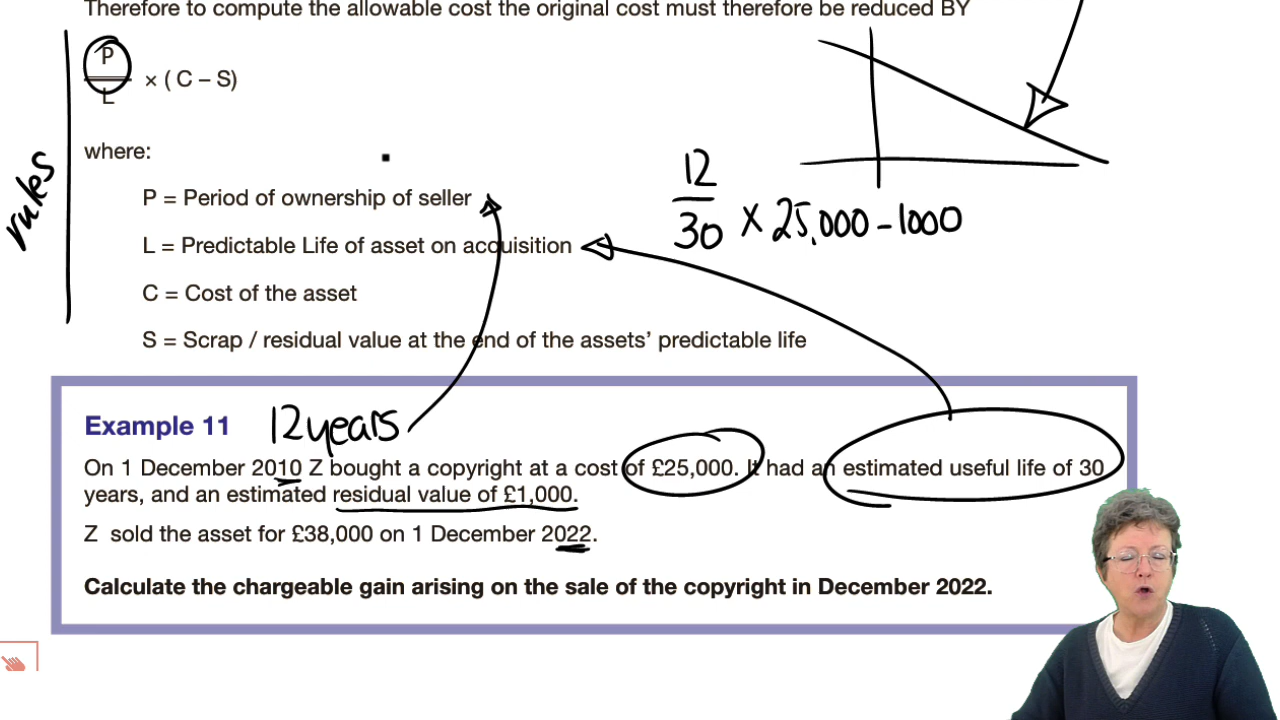 Therefore to compute the allowable cost the original cost must therefore be reduced BY
P
L × ( C – S)
rules
where:
P = Period of ownership of seller
L = Predictable Life of asset on acquisition
C = Cost of the asset
S = Scrap / residual value at the end of the assets’ predictable life
12
30 × 25,000 – 1000
Example 11 12 years
On 1 December 2010 Z bought a copyright at a cost of £25,000. It had an estimated useful life of 30
years, and an estimated residual value of £1,000.
Z sold the asset for £38,000 on 1 December 2022.
Calculate the chargeable gain arising on the sale of the copyright in December 2022.